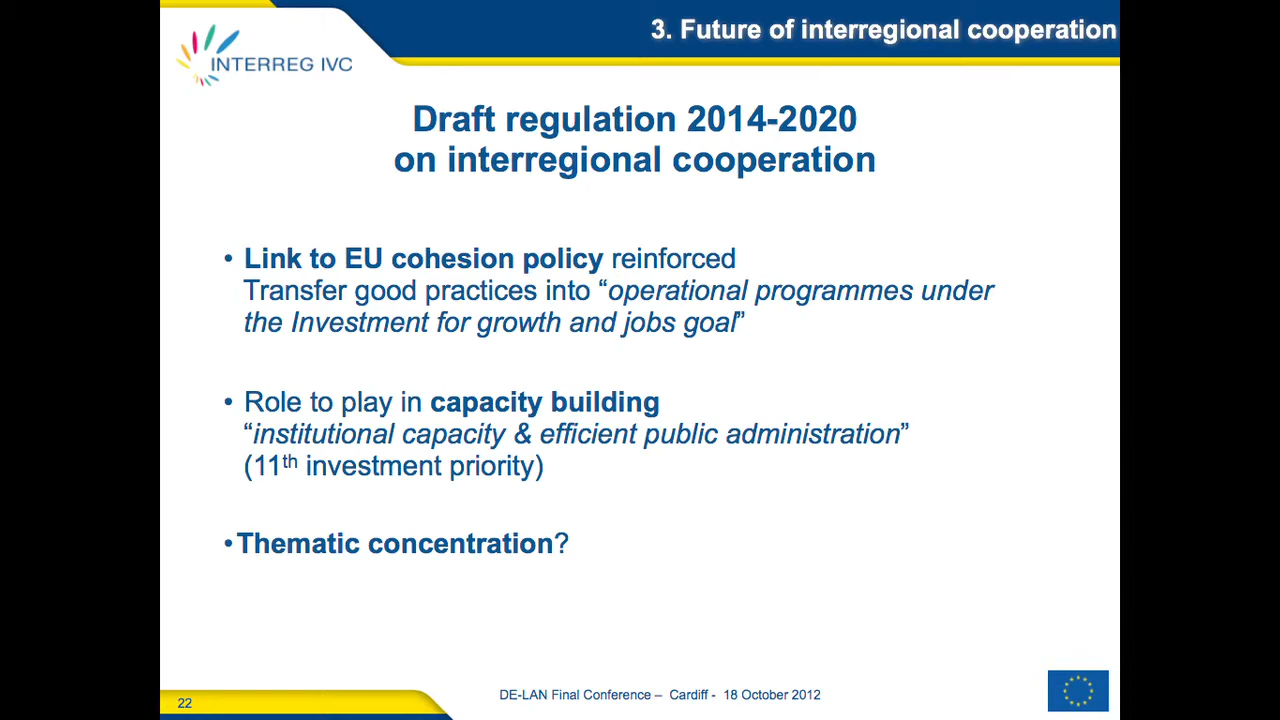 3. Future of interregional cooperation
INTERREG IVC
Draft regulation 2014-2020
on interregional cooperation
• Link to EU cohesion policy reinforced
Transfer good practices into “operational programmes under
the Investment for growth and jobs goal”
• Role to play in capacity building
“institutional capacity & efficient public administration”
(11th investment priority)
• Thematic concentration?
22
DE-LAN Final Conference – Cardiff - 18 October 2012